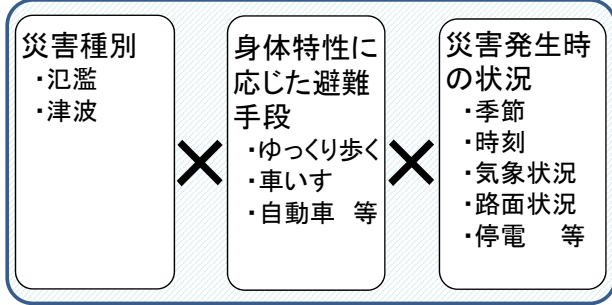 災害種別
・氾濫
・津波
×
身体特性に
応じた避難
手段
・ゆっくり歩く
・車いす
・自動車　等
×
災害発生時
の状況
・季節
・時刻
・気象状況
・路面状況
・停電　等